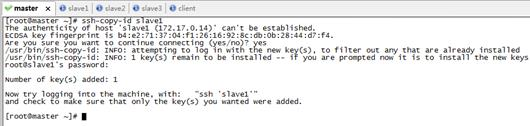 master slave1 slave2 slave3 client
[root@master ~]# ssh-copy-id slave1
The authenticity of host 'slave1 (172.17.0.14)' can't be established.
ECDSA key fingerprint is b4:e2:71:37:04:f1:26:16:92:8c:db:0b:28:44:d7:f4.
Are you sure you want to continue connecting (yes/no)? yes
/usr/bin/ssh-copy-id: INFO: attempting to log in with the new key(s), to filter out any that are already installed
/usr/bin/ssh-copy-id: INFO: 1 key(s) remain to be installed -- if you are prompted now it is to install the new keys
root@slave1's password:
Number of key(s) added: 1
Now try logging into the machine, with: "ssh 'slave1'"
and check to make sure that only the key(s) you wanted were added.
[root@master ~]#